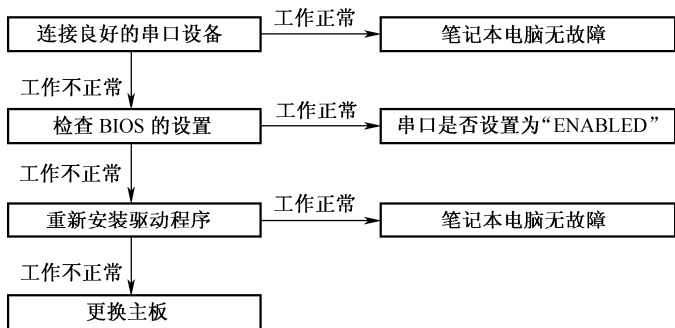 连接良好的串口设备
工作正常
笔记本电脑无故障
工作不正常
检查 BIOS 的设置
工作正常
串口是否设置为“ENABLED”
工作不正常
重新安装驱动程序
工作正常
笔记本电脑无故障
工作不正常
更换主板